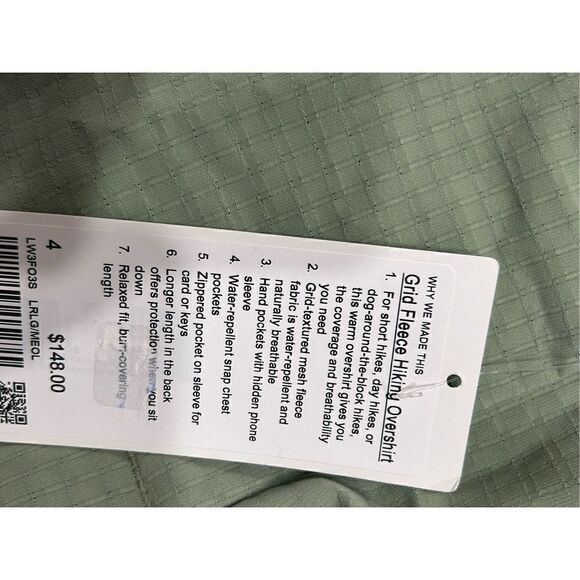 WHY WE MADE THIS
Grid Fleece Hiking Overshirt
1. For short hikes, day hikes, or
dog-around-the-block hikes,
this warm overshirt gives you
the coverage and breathability
you need
2. Grid-textured mesh fleece
fabric is water-repellent and
naturally breathable
3. Hand pockets with hidden phone
sleeve
4. Water-repellent snap chest
pockets
5. Zippered pocket on sleeve for
card or keys
6. Longer length in the back
offers protection when you sit
down
7. Relaxed fit, bum-covering
length
4 $148.00
LW3FO3S LRLG/MEOL